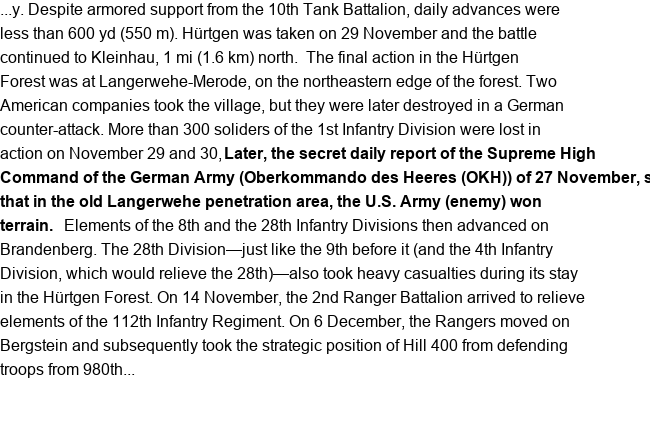 ...y. Despite armored support from the 10th Tank Battalion, daily advances were
less than 600 yd (550 m). Hürtgen was taken on 29 November and the battle
continued to Kleinhau, 1 mi (1.6 km) north.  The final action in the Hürtgen
Forest was at Langerwehe-Merode, on the northeastern edge of the forest. Two
American companies took the village, but they were later destroyed in a German
counter-attack. More than 300 soliders of the 1st Infantry Division were lost in
action on November 29 and 30, Later, the secret daily report of the Supreme High
Command of the German Army (Oberkommando des Heeres (OKH)) of 27 November, s
that in the old Langerwehe penetration area, the U.S. Army (enemy) won
terrain.  Elements of the 8th and the 28th Infantry Divisions then advanced on
Brandenberg. The 28th Division—just like the 9th before it (and the 4th Infantry
Division, which would relieve the 28th)—also took heavy casualties during its stay
in the Hürtgen Forest. On 14 November, the 2nd Ranger Battalion arrived to relieve
elements of the 112th Infantry Regiment. On 6 December, the Rangers moved on
Bergstein and subsequently took the strategic position of Hill 400 from defending
troops from 980th...